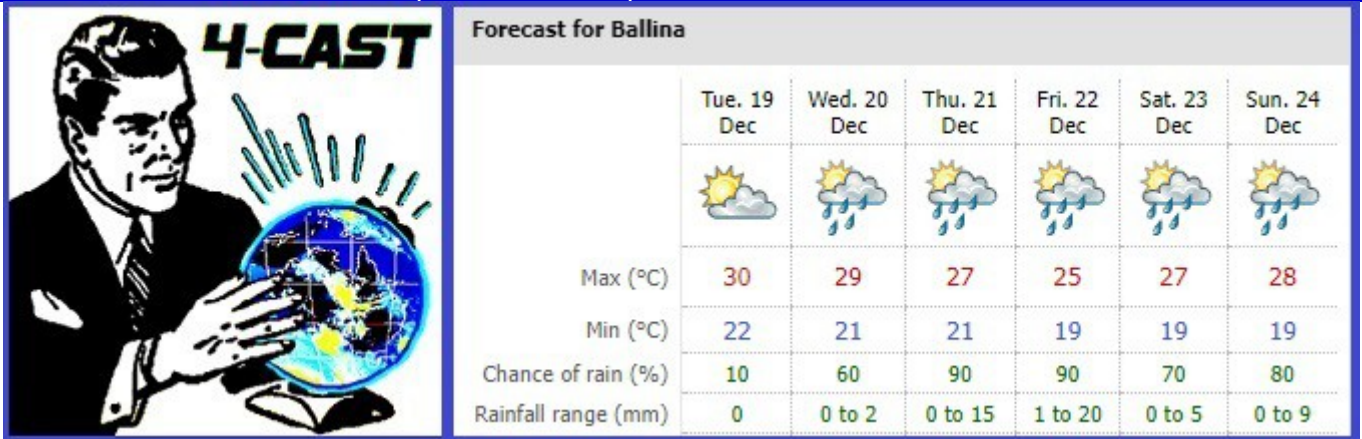 4-CAST
Forecast for Ballina
Tue. 19 Wed. 20 Thu. 21 Fri. 22 Sat. 23 Sun. 24
Dec Dec Dec Dec Dec Dec
Max (°C) 30 29 27 25 27 28
Min (°C) 22 21 21 19 19 19
Chance of rain (%) 10 60 90 90 70 80
Rainfall range (mm) 0 0 to 2 0 to 15 1 to 20 0 to 5 0 to 9